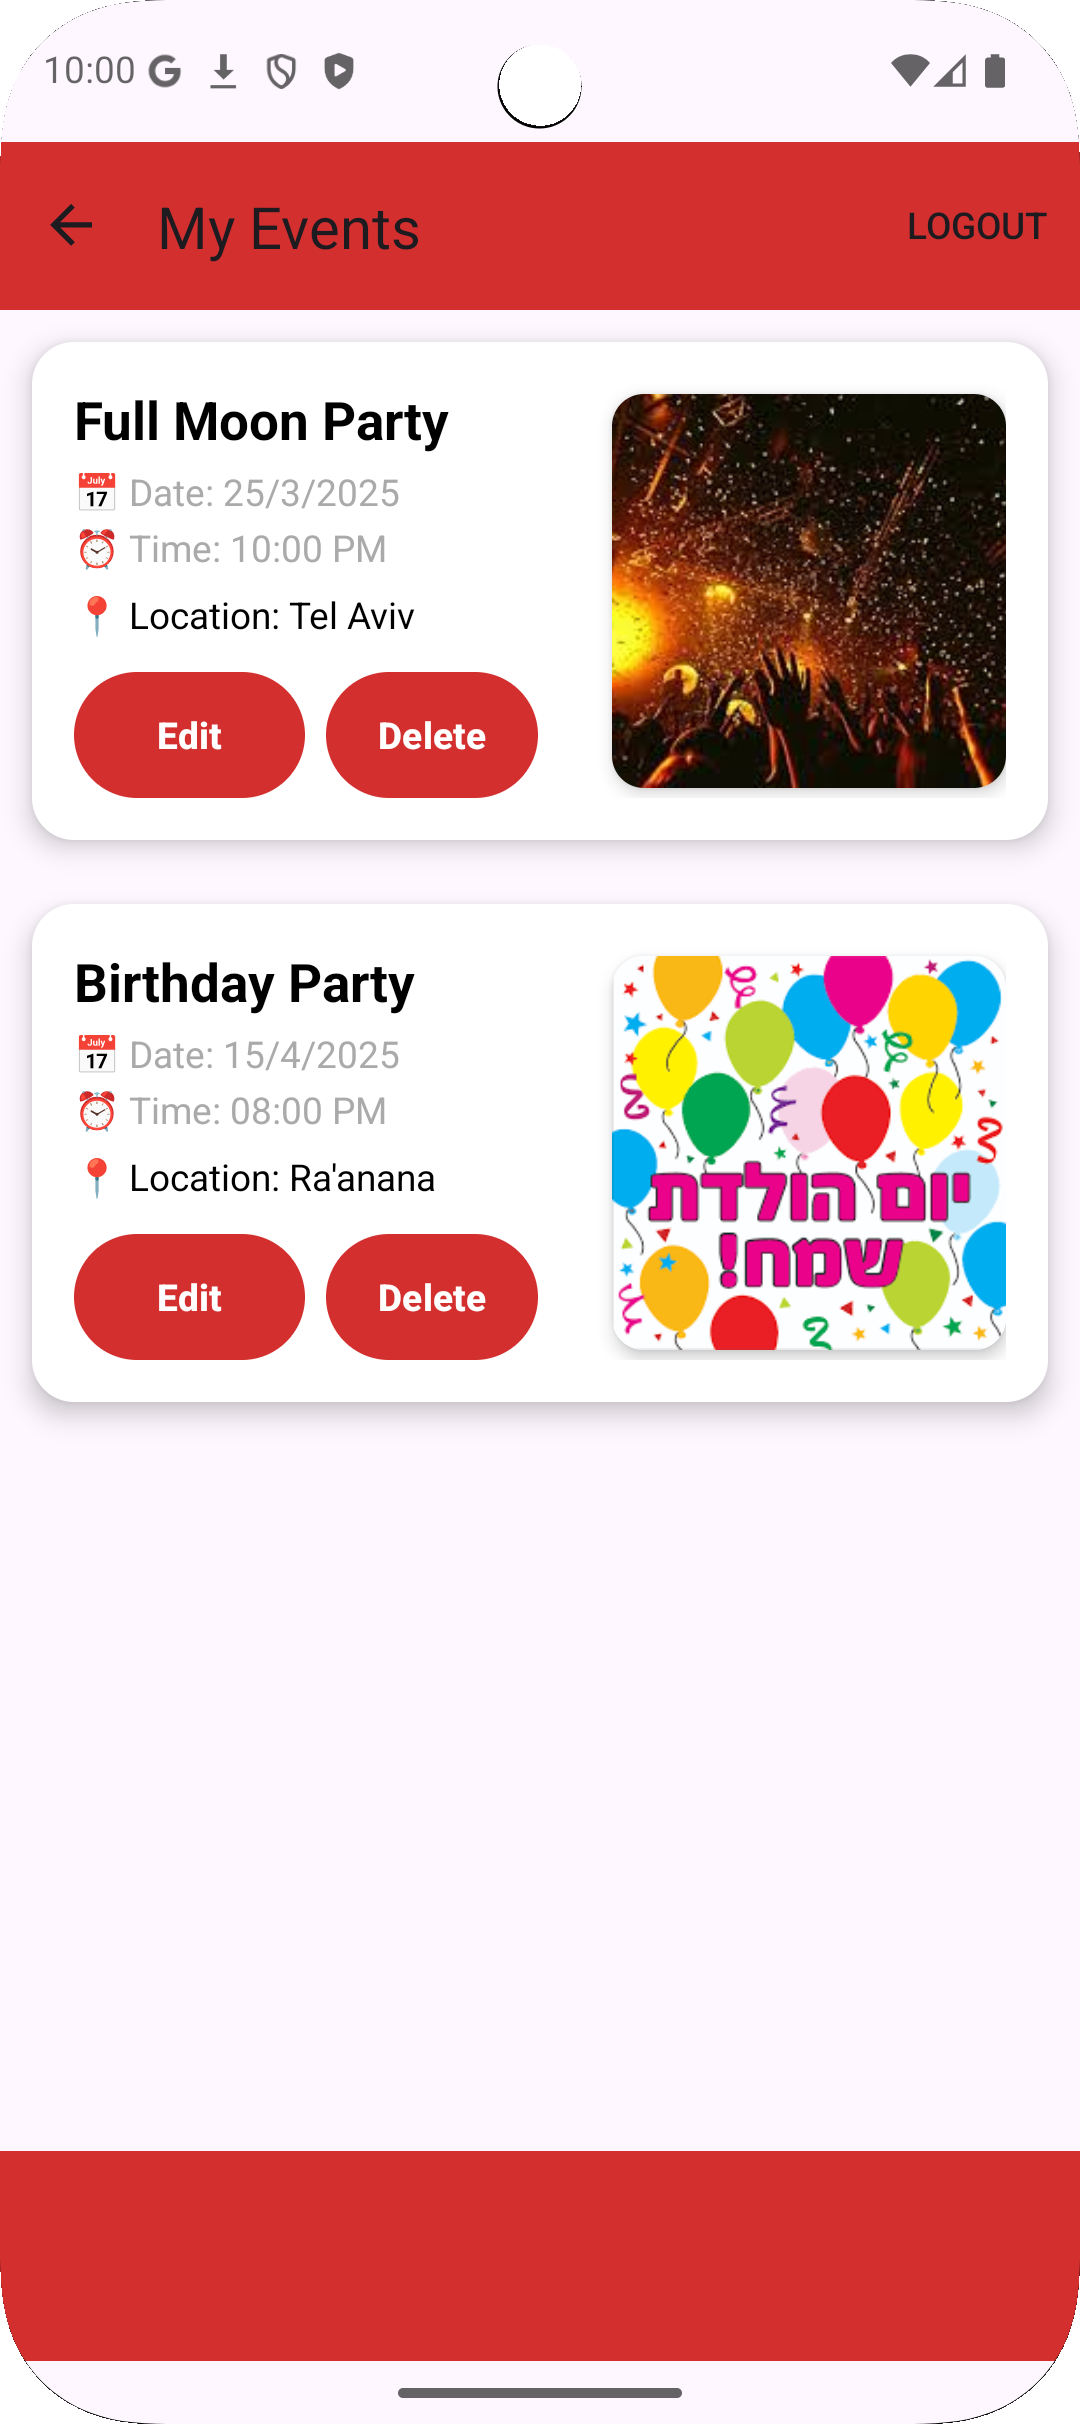 10:00
My Events
LOGOUT
Full Moon Party
📅 Date: 25/3/2025
⏰ Time: 10:00 PM
📍 Location: Tel Aviv
Edit
Delete
Birthday Party
📅 Date: 15/4/2025
⏰ Time: 08:00 PM
📍 Location: Ra'anana
Edit
Delete
יום הולדת
שמח!